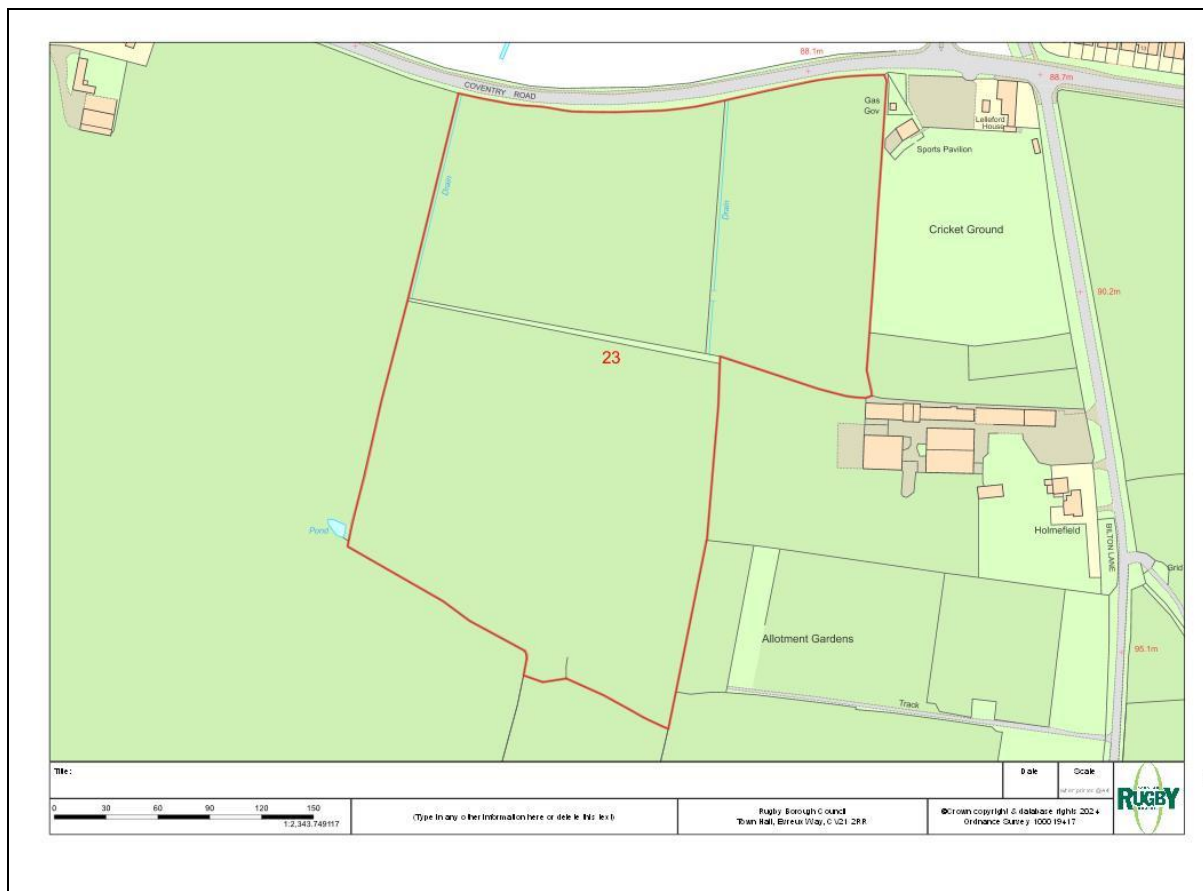 88.1m
88.7m
13
COVENTRY ROAD
Gas
Gov
Lelleford
House
Sports Pavilion
Drain
Drain
Cricket Ground
90.2m
23
Pond
Holmefield
BILTON LANE
Grid
Allotment Gardens
95.1m
Track
Title:
Date
Scale
0 30 60 90 120 150
1:2,343.749117
(Type in any other information here or delete this text)
Rugby Borough Council
Town Hall, Evreux Way, CV21 2RR
©Crown copyright & database rights 2024
Ordnance Survey 100019417
RUGBY